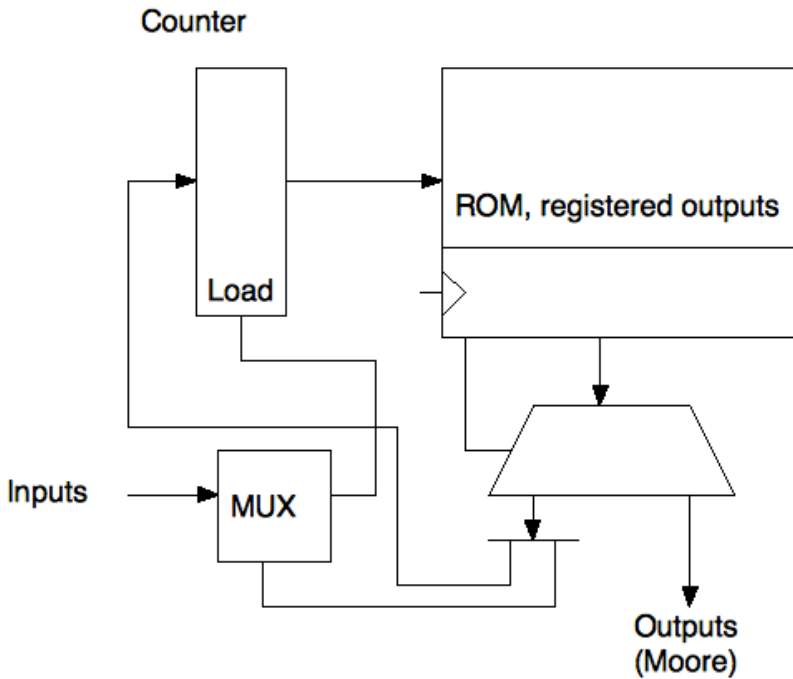 Counter
ROM, registered outputs
Load
Inputs
MUX
Outputs
(Moore)